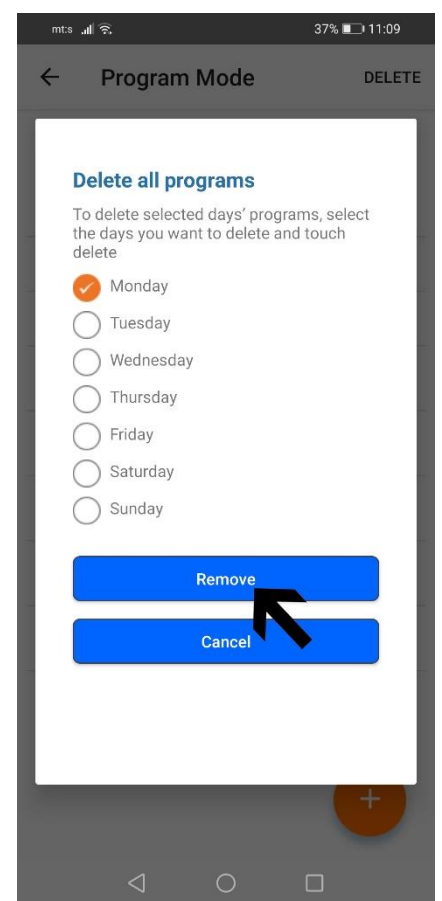 mt:s 37% 11:09
Program Mode DELETE
Delete all programs
To delete selected days' programs, select
the days you want to delete and touch
delete
Monday
Tuesday
Wednesday
Thursday
Friday
Saturday
Sunday
Remove
Cancel
+